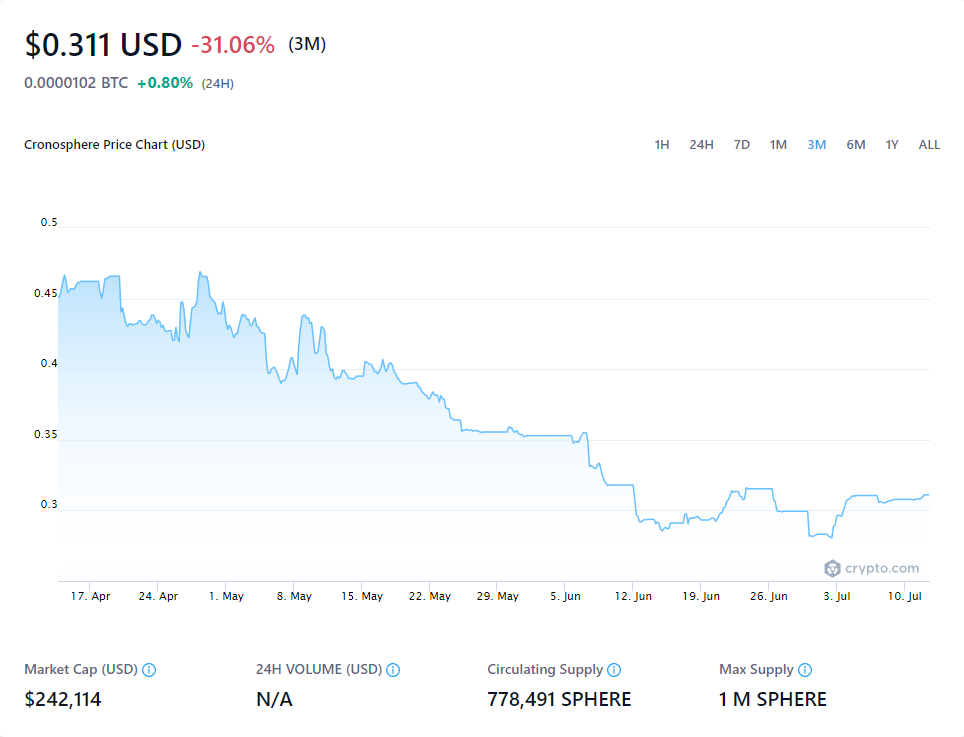 $0.311 USD -31.06% (3M)
0.0000102 BTC +0.80% (24H)
Cronosphere Price Chart (USD)
1H 24H 7D 1M 3M 6M 1Y ALL
0.5
0.45
0.4
0.35
0.3
crypto.com
17. Apr 24. Apr 1. May 8. May 15. May 22. May 29. May 5. Jun 12. Jun 19. Jun 26. Jun 3. Jul 10. Jul
Market Cap (USD) 24H VOLUME (USD) Circulating Supply Max Supply
$242,114 N/A 778,491 SPHERE 1 M SPHERE